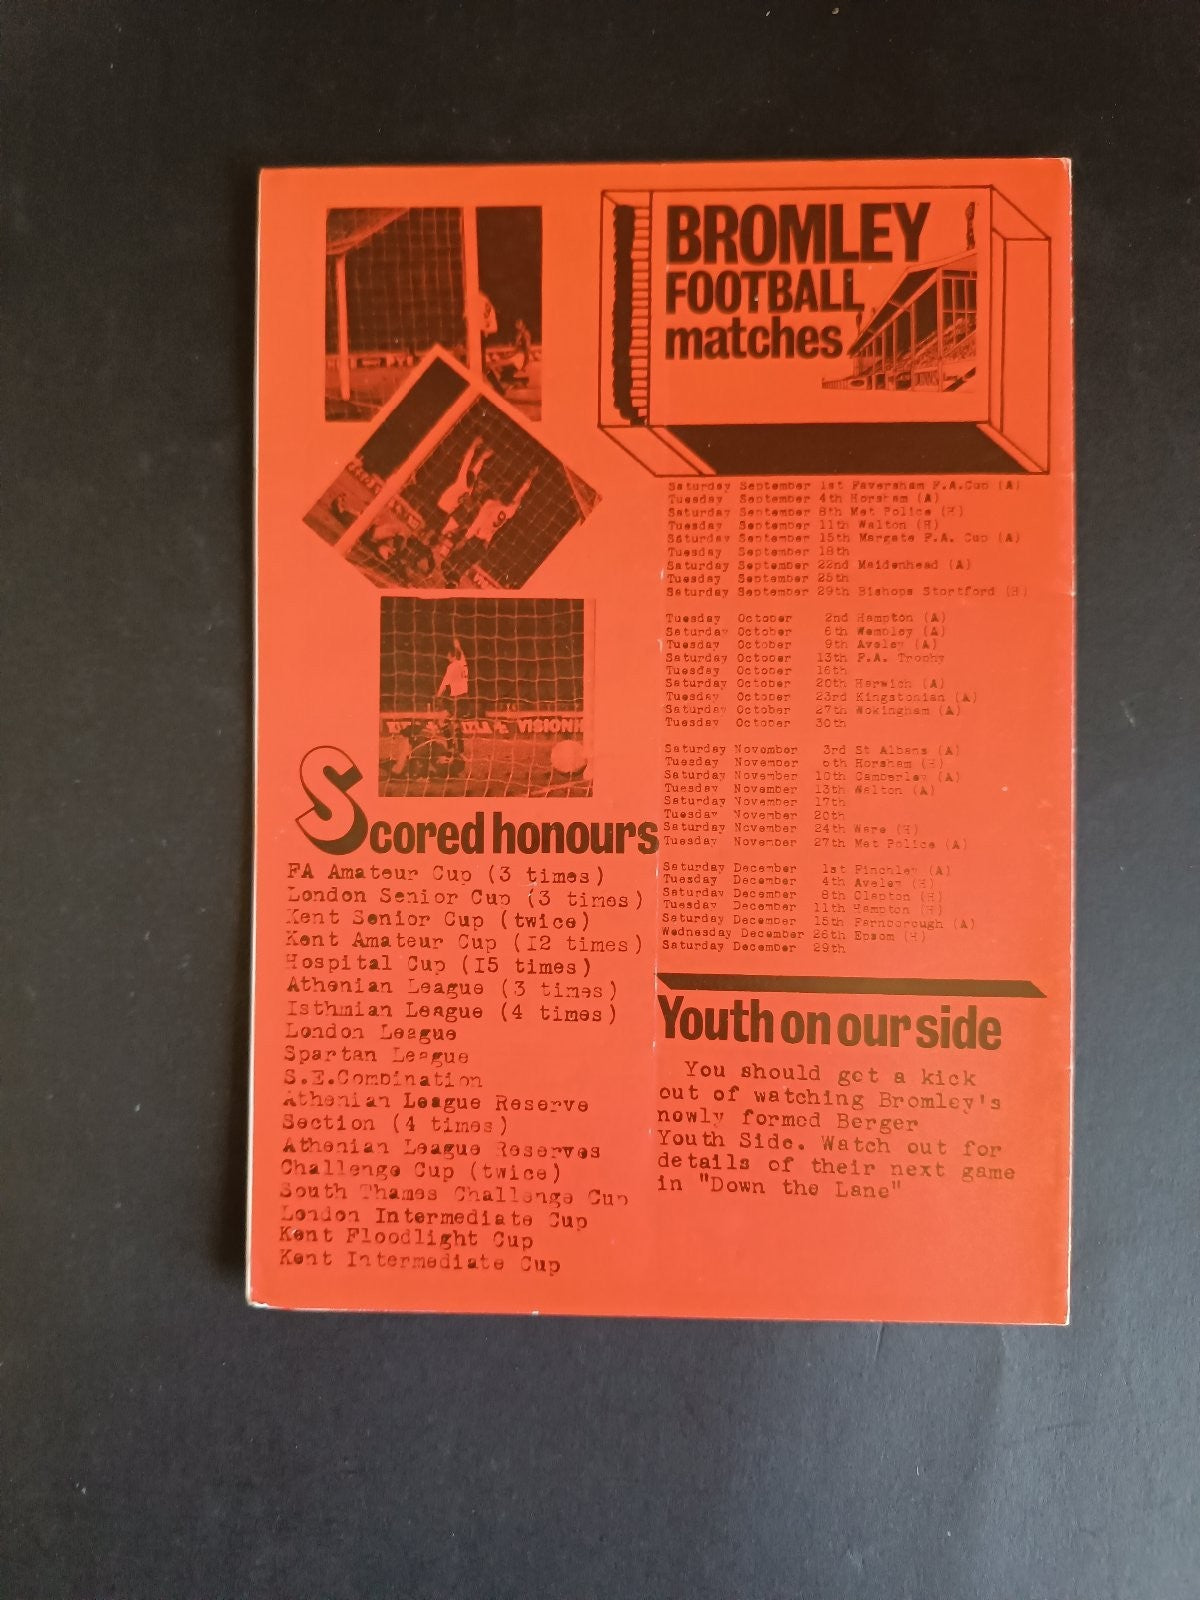 BROMLEY
FOOTBALL
matches
Saturday September 1st Faversham F.A.Cup (A)
Tuesday September 4th Horsham (A)
Saturday September 8th Met Police (H)
Tuesday September 11th Walton (H)
Saturday September 15th Margate F.A. Cup (A)
Tuesday September 18th
Saturday September 22nd Maidenhead (A)
Tuesday September 25th
Saturday September 29th Bishops Stortford (H)
Tuesday October 2nd Hampton (A)
Saturday October 6th Wembley (A)
Tuesday October 9th Aveley (A)
Saturday October 13th F.A. Trophy
Tuesday October 16th
Saturday October 20th Harwich (A)
Tuesday October 23rd Kingstonian (A)
Saturday October 27th Wokingham (A)
Tuesday October 30th
Saturday November 3rd St Albans (A)
Tuesday November 6th Horsham (H)
Saturday November 10th Camberley (A)
Tuesday November 13th Walton (A)
Saturday November 17th
Tuesday November 20th
Saturday November 24th Ware (H)
Tuesday November 27th Met Police (A)
Saturday December 1st Finchley (A)
Tuesday December 4th Aveley (H)
Saturday December 8th Clapton (H)
Tuesday December 11th Hampton (H)
Saturday December 15th Farnborough (A)
Wednesday December 26th Epsom (H)
Saturday December 29th
VISION
Scored honours
FA Amateur Cup (3 times)
London Senior Cup (3 times)
Kent Senior Cup (twice)
Kent Amateur Cup (I2 times)
Hospital Cup (I5 times)
Athenian League (3 times)
Isthmian League (4 times)
London League
Spartan League
S.E.Combination
Athenian League Reserve
Section (4 times)
Athenian League Reserves
Challenge Cup (twice)
South Thames Challenge Cup
London Intermediate Cup
Kent Floodlight Cup
Kent Intermediate Cup
Youth on our side
You should get a kick
out of watching Bromley's
newly formed Berger
Youth Side. Watch out for
details of their next game
in "Down the Lane"